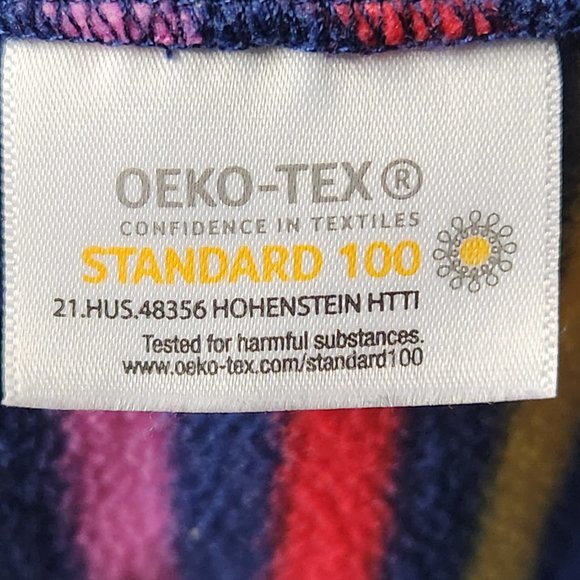 OEKO-TEX®
CONFIDENCE IN TEXTILES
STANDARD 100
21.HUS.48356 HOHENSTEIN HTTI
Tested for harmful substances.
www.oeko-tex.com/standard100